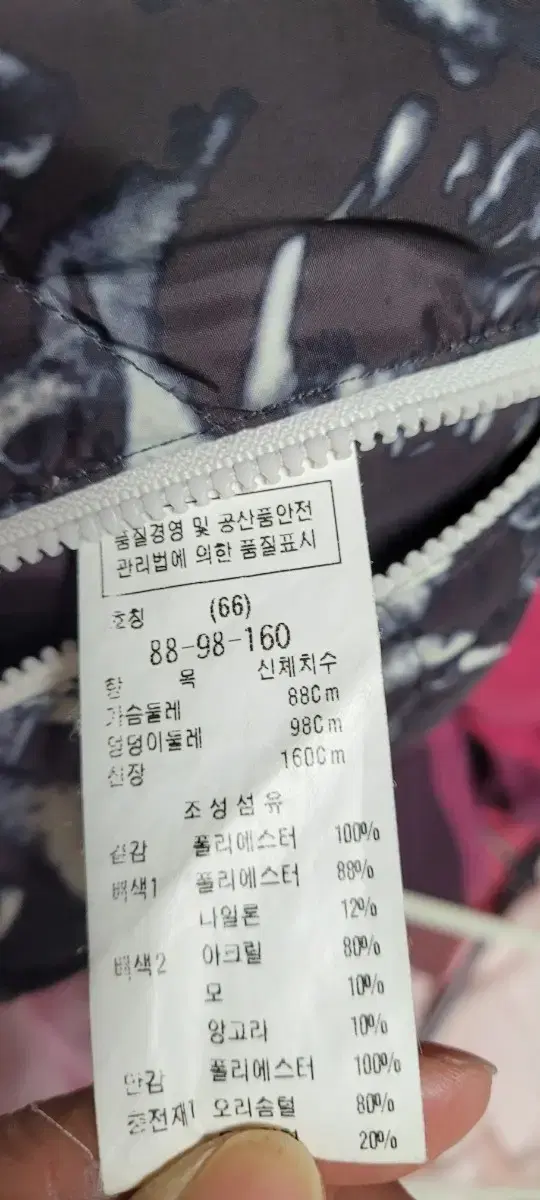 품질경영 및 공산품안전
관리법에 의한 품질표시
호칭 (66)
88-98-160
항 목 신체치수
가슴둘레 88Cm
엉덩이둘레 98Cm
신장 160Cm
조성섬유
겉감 폴리에스터 100%
배색1 폴리에스터 88%
나일론 12%
배색2 아크릴 80%
모 10%
앙고라 10%
안감 폴리에스터 100%
충전재1 오리솜털 80%
털 20%